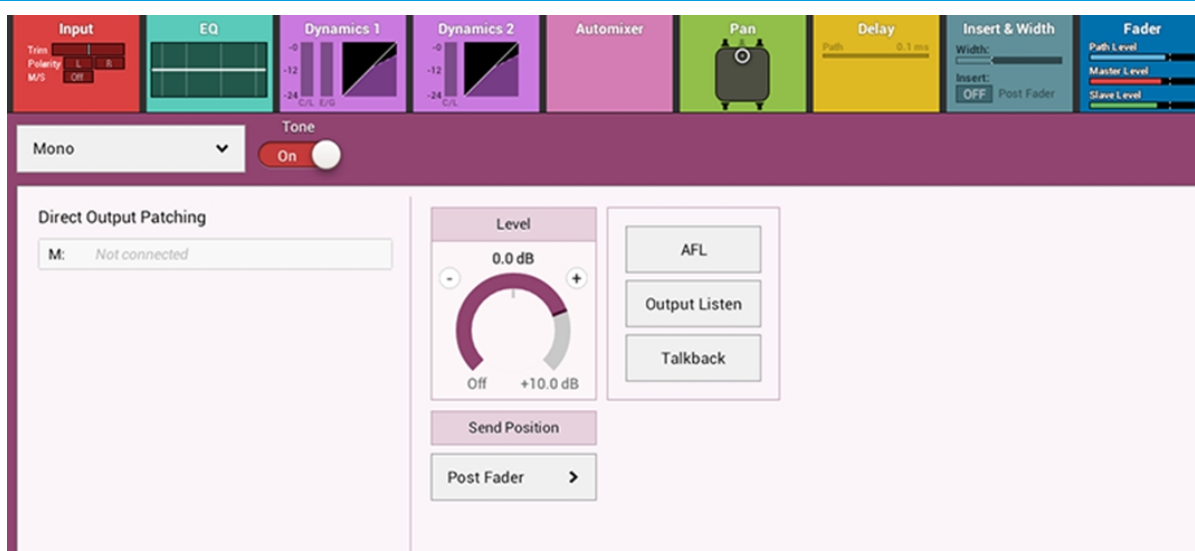 Input EQ Dynamics 1 Dynamics 2 Automixer Pan Delay Insert & Width Fader
Trim
Polarity L R
M/S Off
-0
-12
-24
C/L E/G
-0
-12
-24
C/L
Path 0.1 ms
Width:
Insert:
OFF Post Fader
Path Level
Master Level
Slave Level
Mono
Tone
On
Direct Output Patching
M: Not connected
Level
0.0 dB
- +
Off +10.0 dB
AFL
Output Listen
Talkback
Send Position
Post Fader